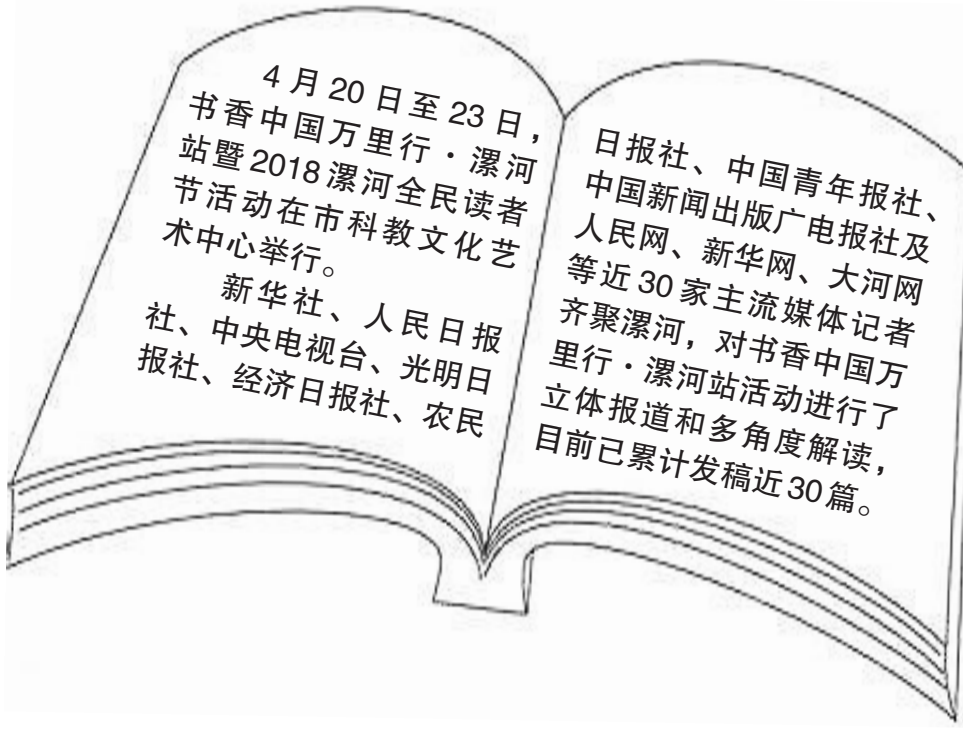 4月20日至23日，
书香中国万里行·漯河
站暨2018漯河全民读者
节活动在市科教文化艺
术中心举行。
新华社、人民日报
社、中央电视台、光明日
报社、经济日报社、农民
日报社、中国青年报社、
中国新闻出版广电报社及
人民网、新华网、大河网
等近30家主流媒体记者
齐聚漯河，对书香中国万
里行·漯河站活动进行了
立体报道和多角度解读，
目前已累计发稿近30篇。